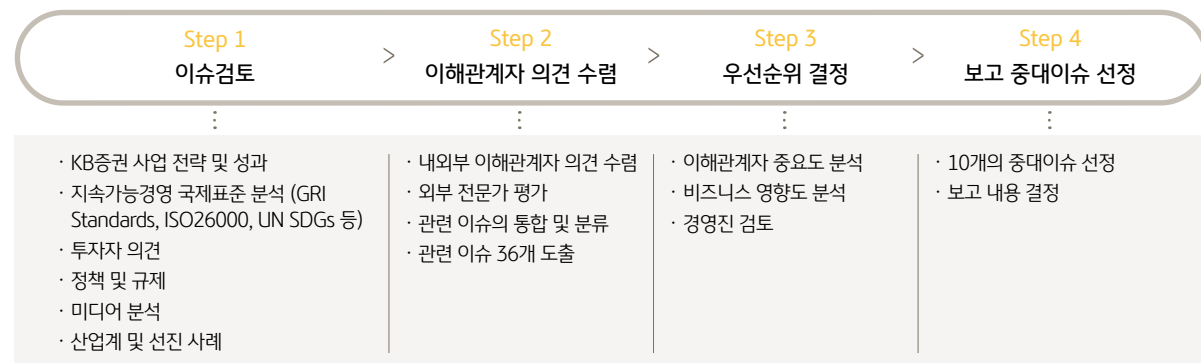 Step 1
이슈검토
>
Step 2
이해관계자 의견 수렴
>
Step 3
우선순위 결정
>
Step 4
보고 중대이슈 선정
· KB증권 사업 전략 및 성과
· 지속가능경영 국제표준 분석 (GRI
Standards, ISO26000, UN SDGs 등)
· 투자자 의견
· 정책 및 규제
· 미디어 분석
· 산업계 및 선진 사례
· 내외부 이해관계자 의견 수렴
· 외부 전문가 평가
· 관련 이슈의 통합 및 분류
· 관련 이슈 36개 도출
· 이해관계자 중요도 분석
· 비즈니스 영향도 분석
· 경영진 검토
· 10개의 중대이슈 선정
· 보고 내용 결정